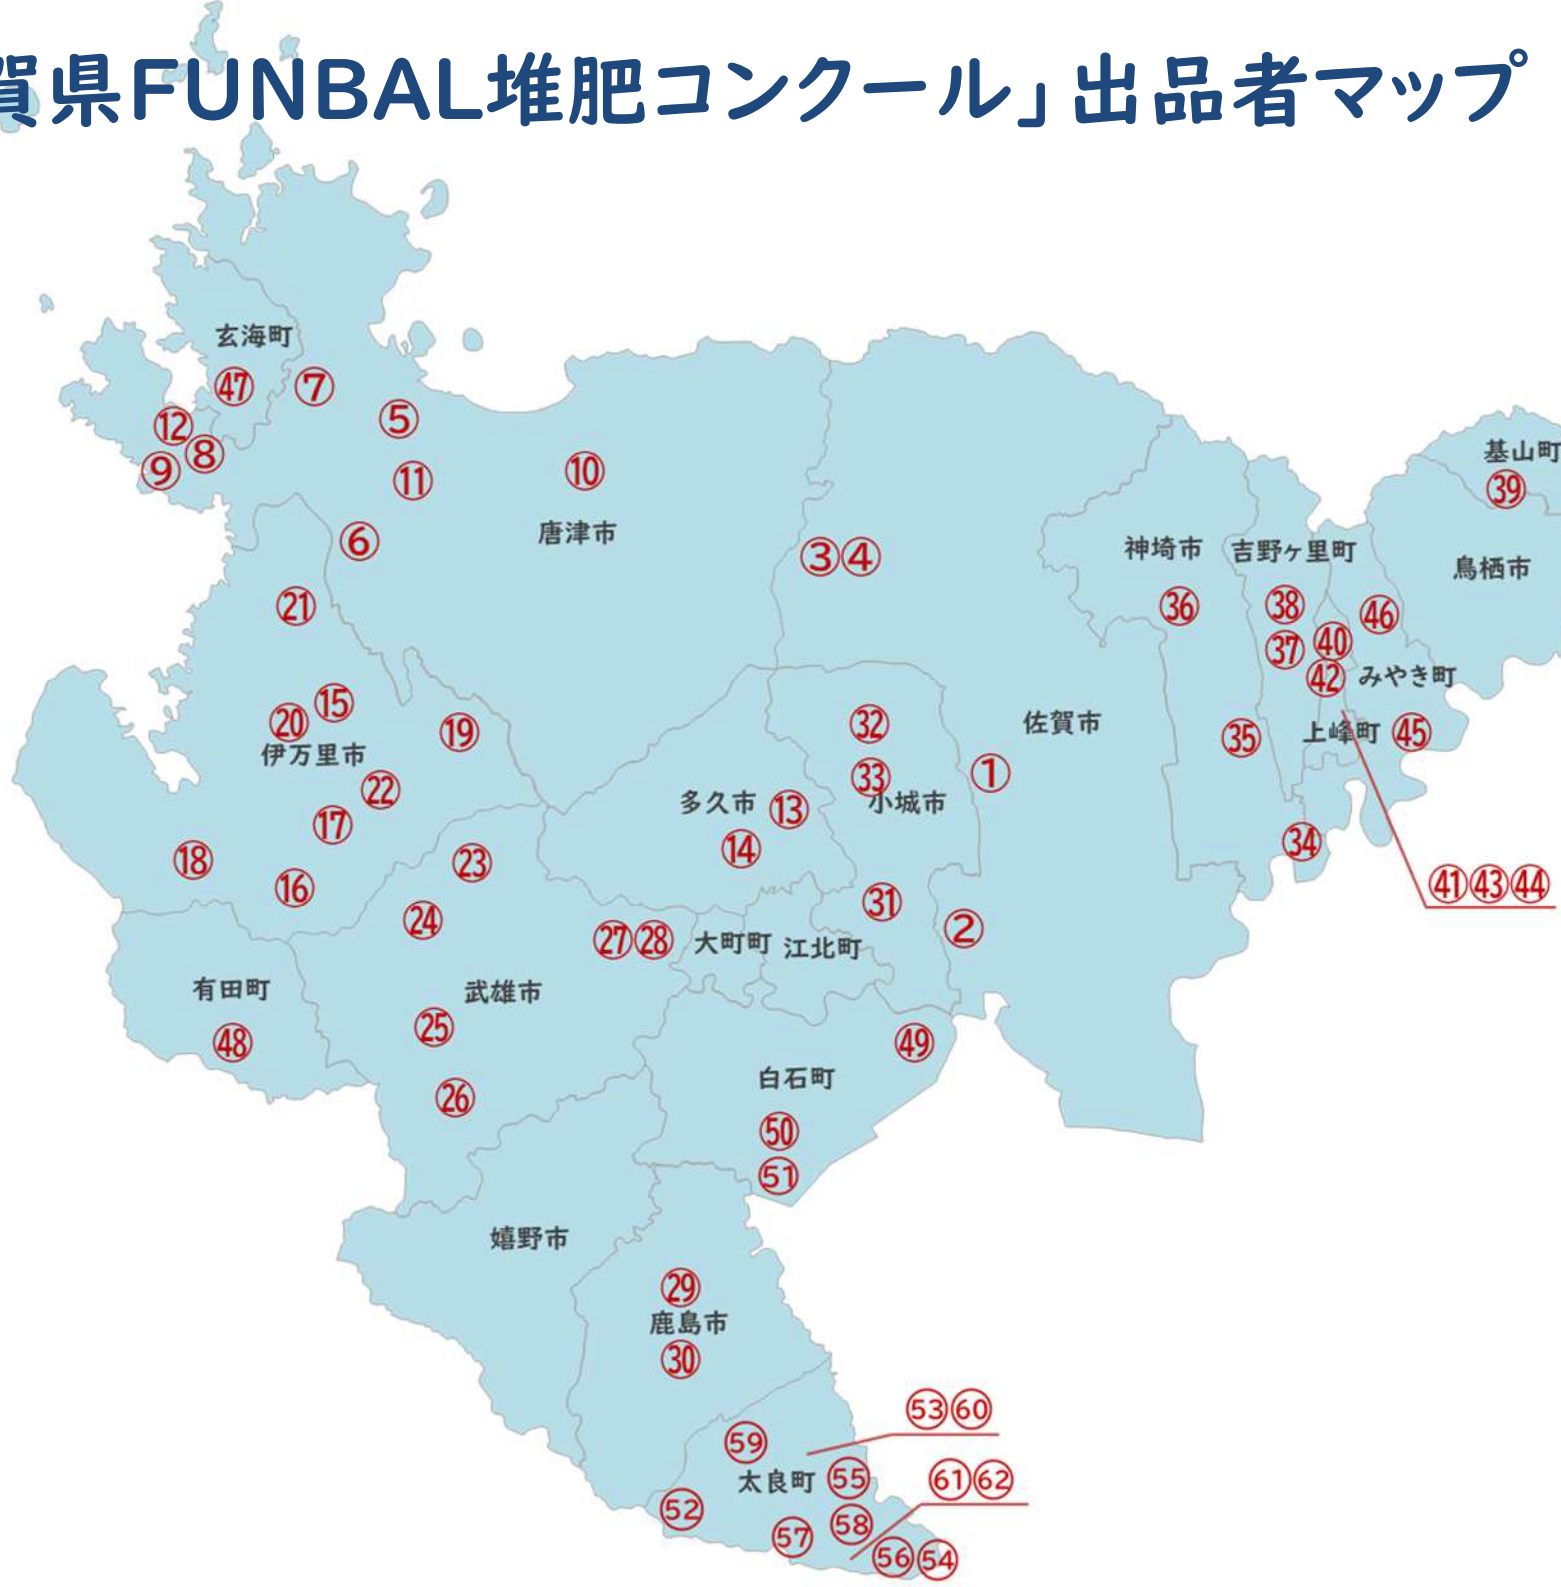 賀県FUNBAL堆肥コンクール」出品者マップ
玄海町
㊼ ⑦
⑤
⑫
⑧
⑨
⑪
⑩
唐津市
⑥
③④
神埼市
吉野ヶ里町
基山町
㊴
鳥栖市
㉑
㊱
㊳
㊻
㊵
㊲
㊷
みやき町
⑮
⑳
伊万里市
⑲
㉜
佐賀市
㉟
上峰町
㊺
㉒
㉝
小城市
①
多久市
⑬
⑰
⑭
㉞
⑱
⑯
㉓
㊶㊸㊹
㉔
㉛
②
㉗㉘
大町町
江北町
有田町
武雄市
㊽
㉕
㊾
白石町
㉖
㊿
51
嬉野市
㉙
鹿島市
㉚
53 60
59
太良町
55
61 62
52
57
58
56 54